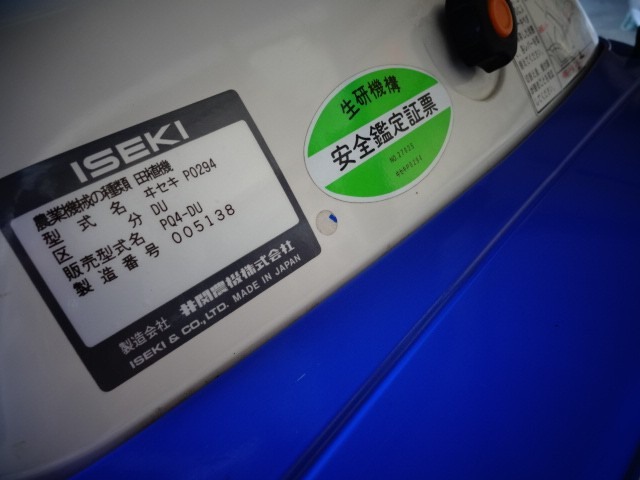 ISEKI
農業機械の種類 田植機
型式名 ヰセキ P0294
区分 DU
販売型式名 PQ4-DU
製造番号 005138
製造会社 井関農機株式会社
ISEKI & CO., LTD. MADE IN JAPAN
生研機構
安全鑑定証票